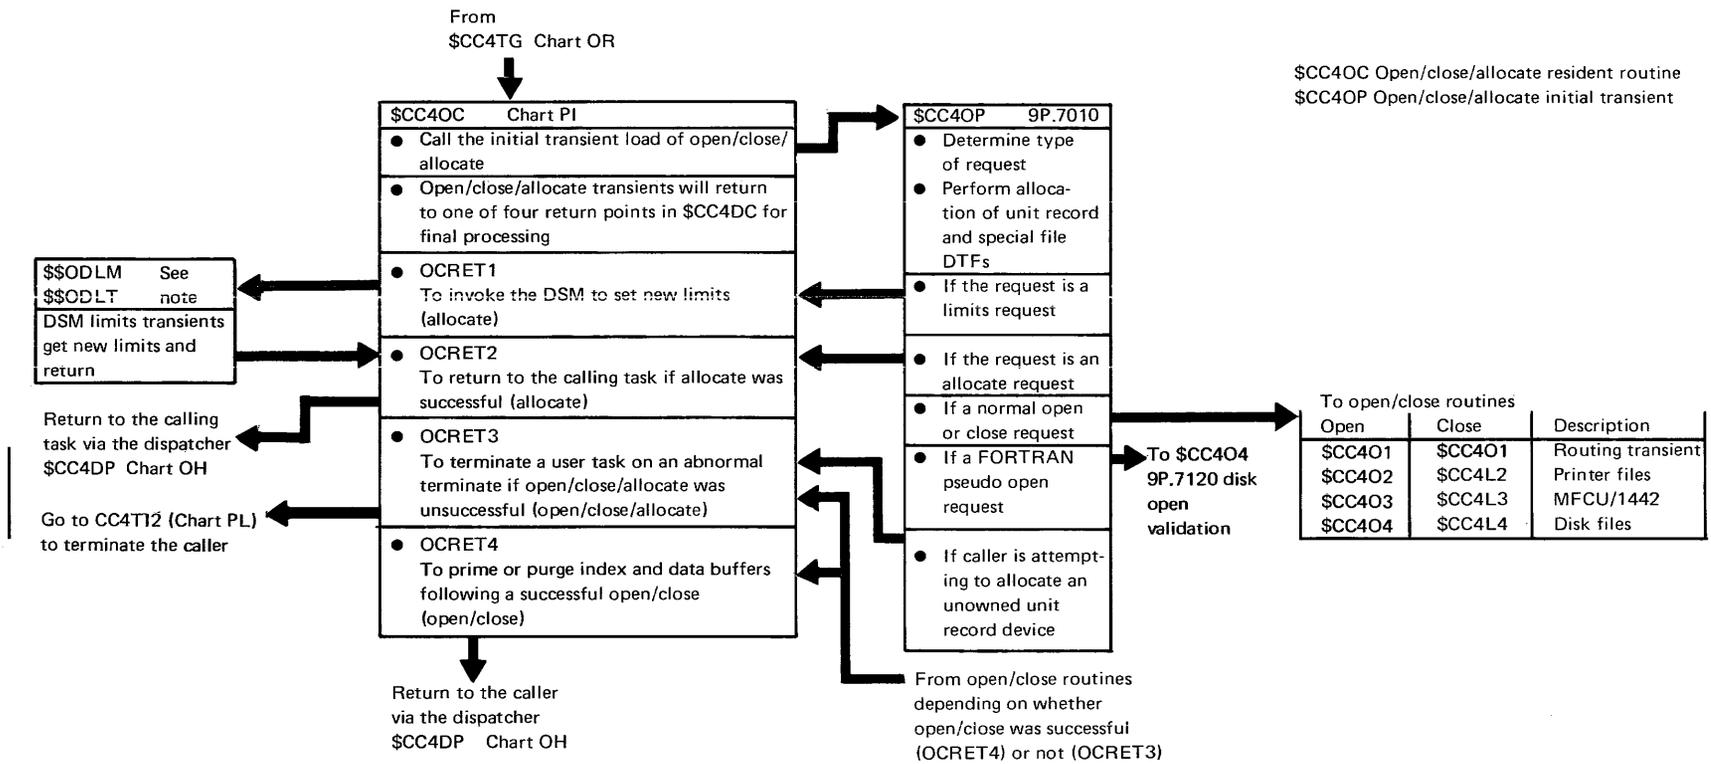 From
$CC4TG Chart OR
$CC4OC Open/close/allocate resident routine
$CC4OP Open/close/allocate initial transient
$CC4OC Chart PI
● Call the initial transient load of open/close/
allocate
● Open/close/allocate transients will return
to one of four return points in $CC4DC for
final processing
● OCRET1
To invoke the DSM to set new limits
(allocate)
● OCRET2
To return to the calling task if allocate was
successful (allocate)
● OCRET3
To terminate a user task on an abnormal
terminate if open/close/allocate was
unsuccessful (open/close/allocate)
● OCRET4
To prime or purge index and data buffers
following a successful open/close
(open/close)
$CC4OP 9P.7010
● Determine type
of request
● Perform alloca-
tion of unit record
and special file
DTFs
● If the request is a
limits request
● If the request is an
allocate request
● If a normal open
or close request
● If a FORTRAN
pseudo open
request
● If caller is attempt-
ing to allocate an
unowned unit
record device
$$ODLM See
$$ODLT note
DSM limits transients
get new limits and
return
Return to the calling
task via the dispatcher
$CC4DP Chart OH
Go to CC4T12 (Chart PL)
to terminate the caller
Return to the caller
via the dispatcher
$CC4DP Chart OH
From open/close routines
depending on whether
open/close was successful
(OCRET4) or not (OCRET3)
To $CC4O4
9P.7120 disk
open
validation
To open/close routines
Open Close Description
$CC4O1 $CC4O1 Routing transient
$CC4O2 $CC4L2 Printer files
$CC4O3 $CC4L3 MFCU/1442
$CC4O4 $CC4L4 Disk files